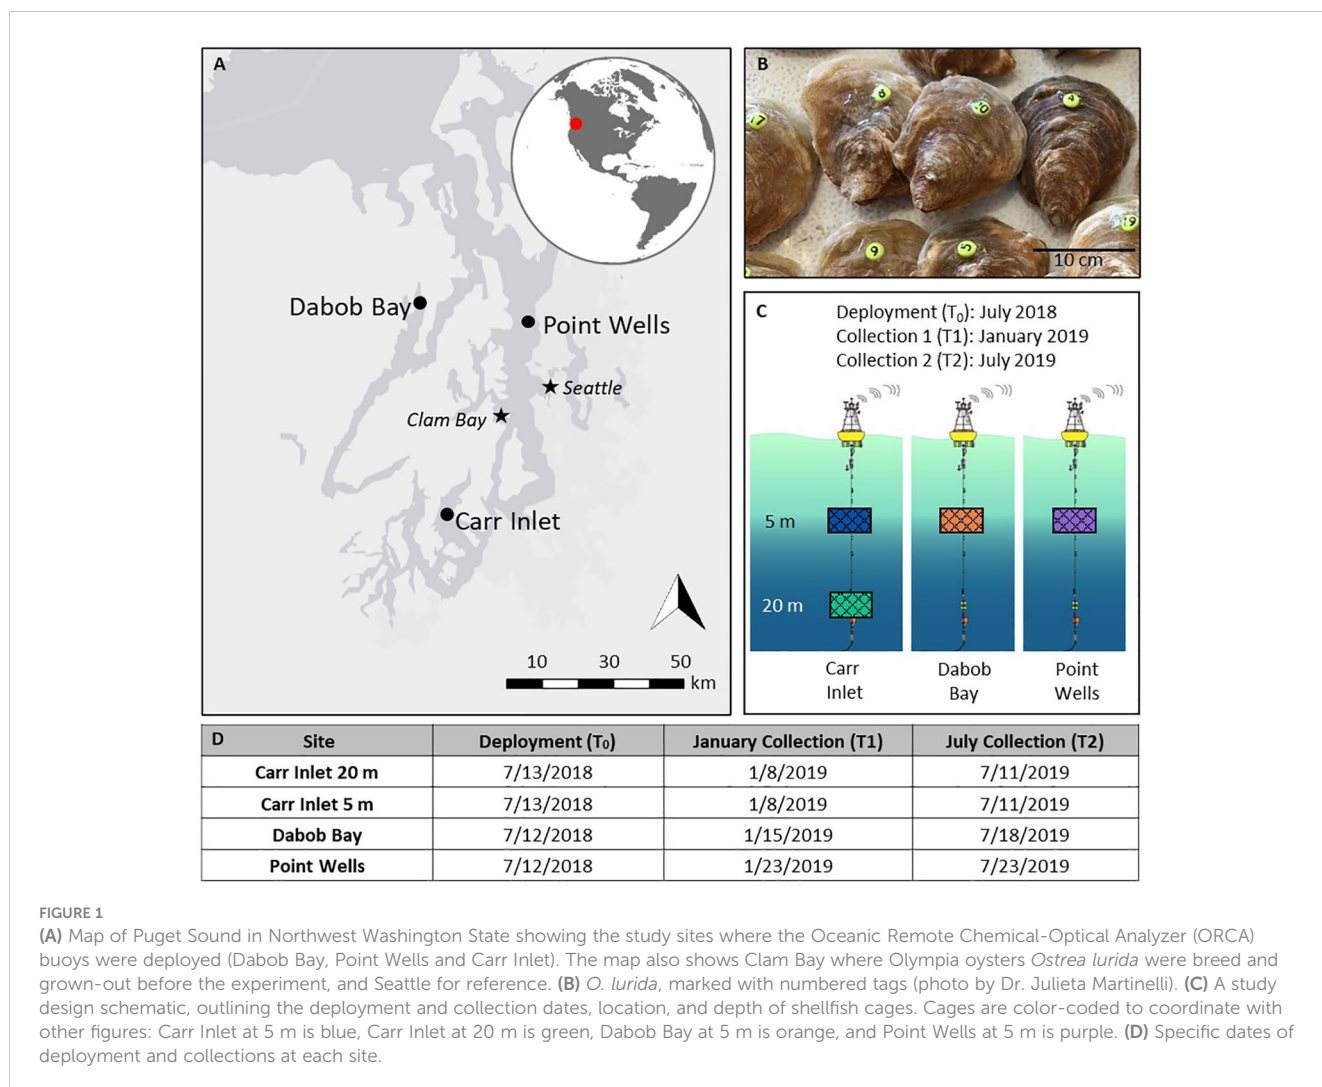 A
Dabob Bay
Point Wells
Seattle
Clam Bay
Carr Inlet
10 30 50
km
B
17
8
20
4
6
5
19
10 cm
C
Deployment (T₀): July 2018
Collection 1 (T1): January 2019
Collection 2 (T2): July 2019
5 m
20 m
Carr Inlet
Dabob Bay
Point Wells
D Site Deployment (T₀) January Collection (T1) July Collection (T2)
Carr Inlet 20 m 7/13/2018 1/8/2019 7/11/2019
Carr Inlet 5 m 7/13/2018 1/8/2019 7/11/2019
Dabob Bay 7/12/2018 1/15/2019 7/18/2019
Point Wells 7/12/2018 1/23/2019 7/23/2019
FIGURE 1
(A) Map of Puget Sound in Northwest Washington State showing the study sites where the Oceanic Remote Chemical-Optical Analyzer (ORCA)
buoys were deployed (Dabob Bay, Point Wells and Carr Inlet). The map also shows Clam Bay where Olympia oysters Ostrea lurida were breed and
grown-out before the experiment, and Seattle for reference. (B) O. lurida, marked with numbered tags (photo by Dr. Julieta Martinelli). (C) A study
design schematic, outlining the deployment and collection dates, location, and depth of shellfish cages. Cages are color-coded to coordinate with
other figures: Carr Inlet at 5 m is blue, Carr Inlet at 20 m is green, Dabob Bay at 5 m is orange, and Point Wells at 5 m is purple. (D) Specific dates of
deployment and collections at each site.